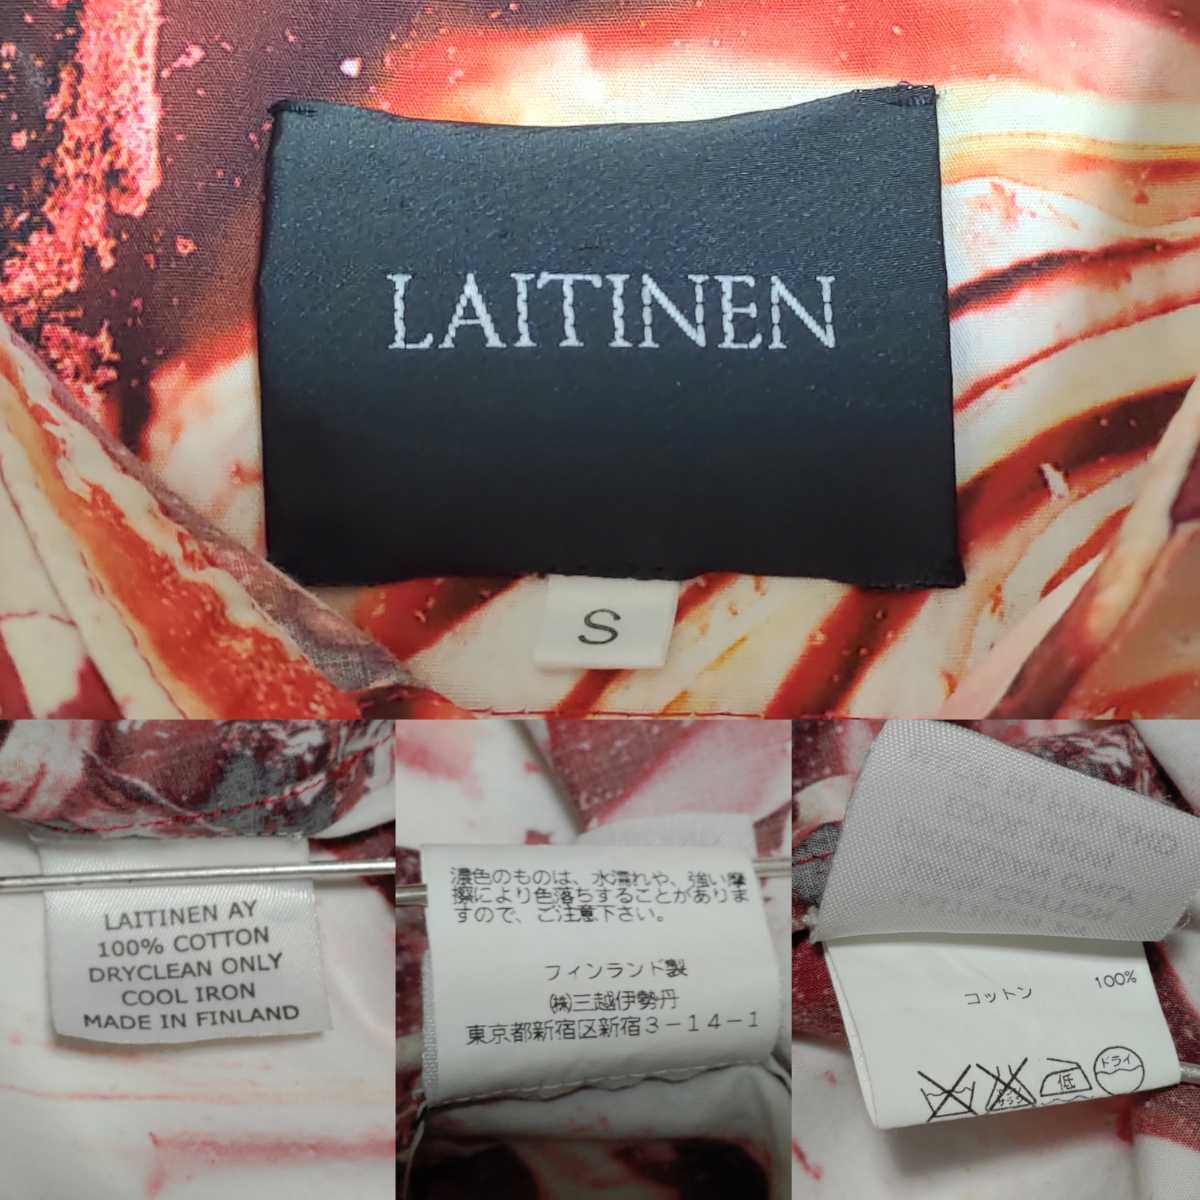 LAITINEN
S
LAITINEN AY
100% COTTON
DRYCLEAN ONLY
COOL IRON
MADE IN FINLAND
濃色のものは、水濡れや、強い摩
擦により色落ちすることがありま
すので、ご注意下さい。
フィンランド製
㈱三越伊勢丹
東京都新宿区新宿3-14-1
コットン 100%
低
ドライ